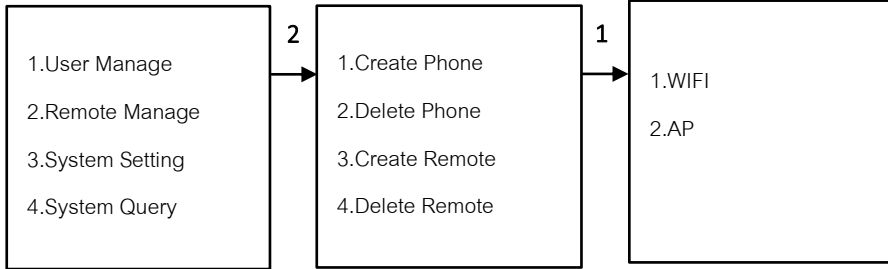 1.User Manage
2.Remote Manage
3.System Setting
4.System Query
2
1.Create Phone
2.Delete Phone
3.Create Remote
4.Delete Remote
1
1.WIFI
2.AP